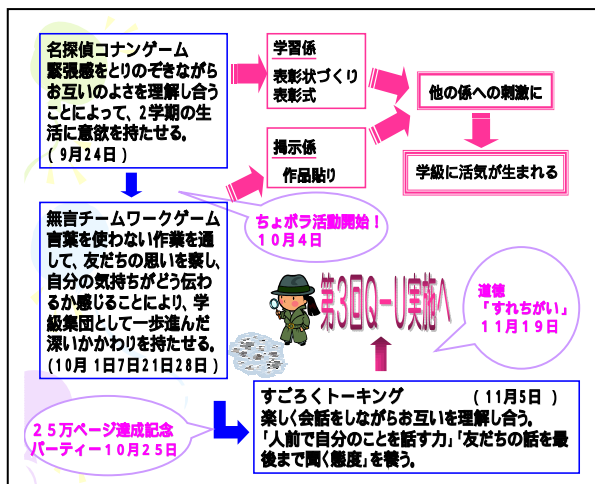 名探偵コナンゲーム
緊張感をとりのぞきながら
お互いのよさを理解し合う
ことによって、2学期の生
活に意欲を持たせる。
(9月24日)
学習係
表彰状づくり
表彰式
掲示係
作品貼り
他の係への刺激に
学級に活気が生まれる
ちょボラ活動開始!
10月4日
無言チームワークゲーム
言葉を使わない作業を通
して、友だちの思いを察し、
自分の気持ちがどう伝わ
るか感じることにより、学
級集団として一歩進んだ
深いかかわりを持たせる。
(10月 1日7日21日28日)
第3回Q-U実施へ
道徳
「すれちがい」
11月19日
すごろくトーキング (11月5日 )
楽しく会話をしながらお互いを理解し合う。
「人前で自分のことを話す力」「友だちの話を最
後まで聞く態度」を養う。
25万ページ達成記念
パーティー10月25日